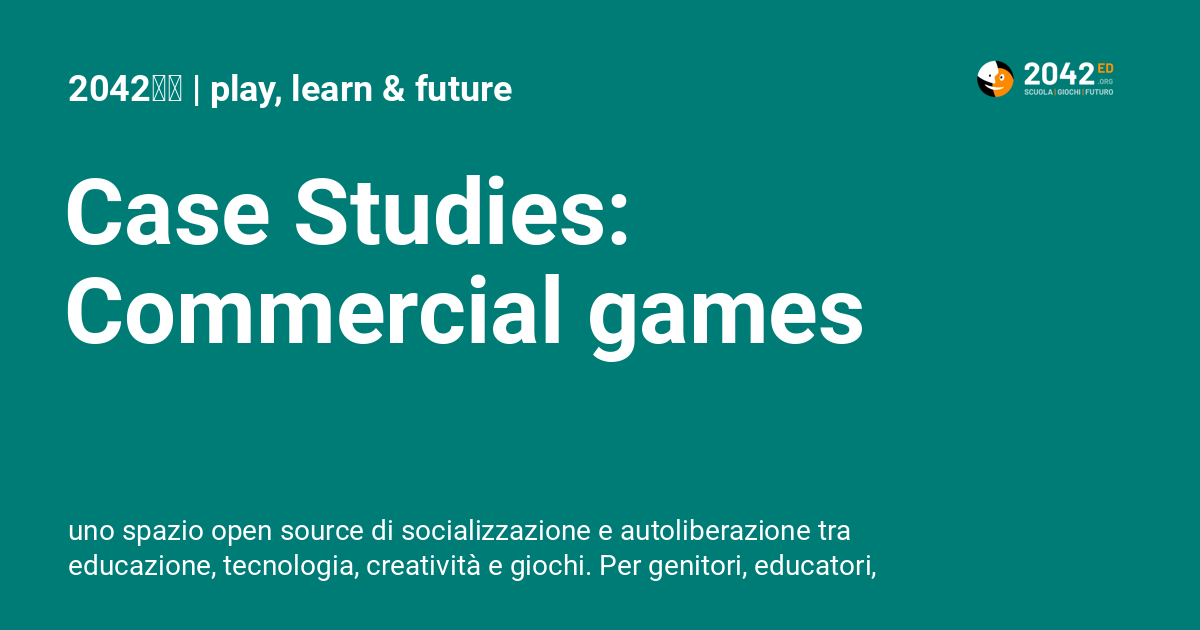 2042 | play, learn & future
2042 ED
.ORG
SCUOLA | GIOCHI | FUTURO
Case Studies:
Commercial games
uno spazio open source di socializzazione e autoliberazione tra
educazione, tecnologia, creatività e giochi. Per genitori, educatori,